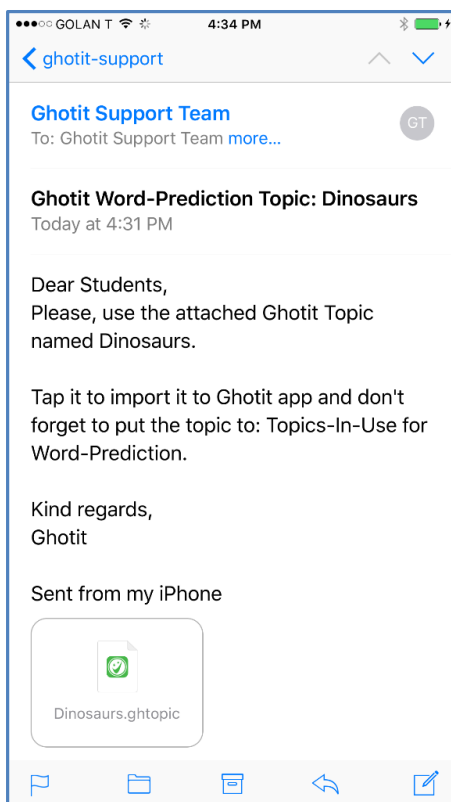 GOLAN T 4:34 PM
ghotit-support
Ghotit Support Team
GT
To: Ghotit Support Team more...
Ghotit Word-Prediction Topic: Dinosaurs
Today at 4:31 PM
Dear Students,
Please, use the attached Ghotit Topic
named Dinosaurs.
Tap it to import it to Ghotit app and don't
forget to put the topic to: Topics-In-Use for
Word-Prediction.
Kind regards,
Ghotit
Sent from my iPhone
Dinosaurs.ghtopic